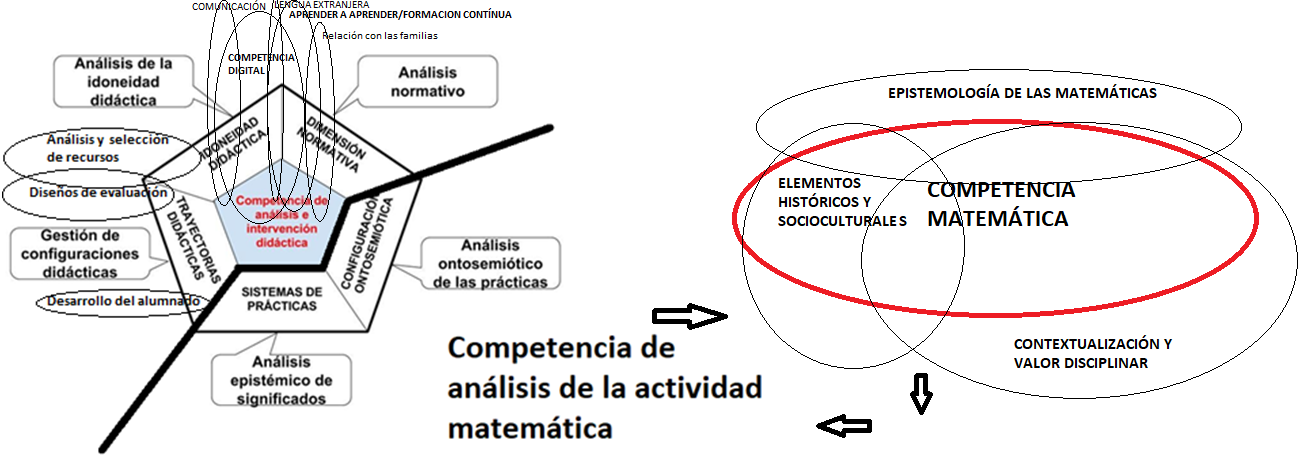 COMUNICACIÓN
LENGUA EXTRANJERA
APRENDER A APRENDER/FORMACION CONTÍNUA
Relación con las familias
COMPETENCIA
DIGITAL
Análisis de la
idoneidad
didáctica
Análisis
normativo
IDONEIDAD
DIDÁCTICA
DIMENSIÓN
NORMATIVA
Análisis y selección
de recursos
Diseños de evaluación
Competencia de
análisis e
intervención
didáctica
TRAYECTORIAS
DIDÁCTICAS
CONFIGURACIÓN
ONTOSEMIÓTICA
Gestión de
configuraciones
didácticas
Análisis
ontosemiótico
de las prácticas
Desarrollo del alumnado
SISTEMAS DE
PRÁCTICAS
Análisis
epistémico de
significados
Competencia de
análisis de la actividad
matemática
EPISTEMOLOGÍA DE LAS MATEMÁTICAS
ELEMENTOS
HISTÓRICOS Y
SOCIOCULTURALES
COMPETENCIA
MATEMÁTICA
CONTEXTUALIZACIÓN Y
VALOR DISCIPLINAR